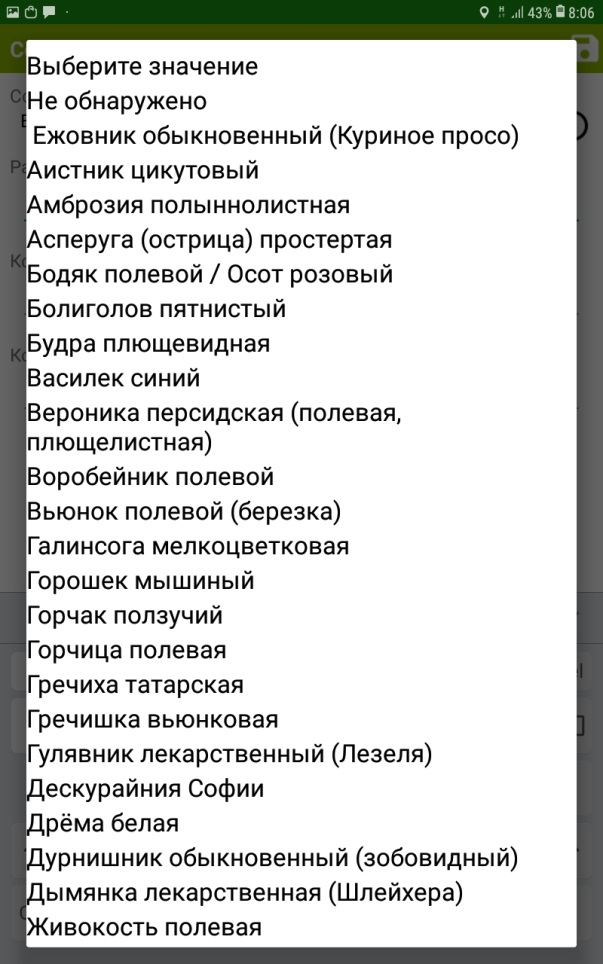 43% 8:06
Выберите значение
Не обнаружено
Ежовник обыкновенный (Куриное просо)
Аистник цикутовый
Амброзия полыннолистная
Асперуга (острица) простертая
Бодяк полевой / Осот розовый
Болиголов пятнистый
Будра плющевидная
Василек синий
Вероника персидская (полевая,
плющелистная)
Воробейник полевой
Вьюнок полевой (березка)
Галинсога мелкоцветковая
Горошек мышиный
Горчак ползучий
Горчица полевая
Гречиха татарская
Гречишка вьюнковая
Гулявник лекарственный (Лезеля)
Дескурайния Софии
Дрёма белая
Дурнишник обыкновенный (зобовидный)
Дымянка лекарственная (Шлейхера)
Живокость полевая